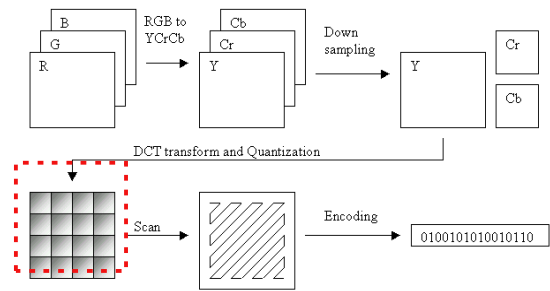 B
G
R
RGB to
YCrCb
Cb
Cr
Y
Down
sampling
Y
Cr
Cb
DCT transform and Quantization
Scan
Encoding
0100101010010110